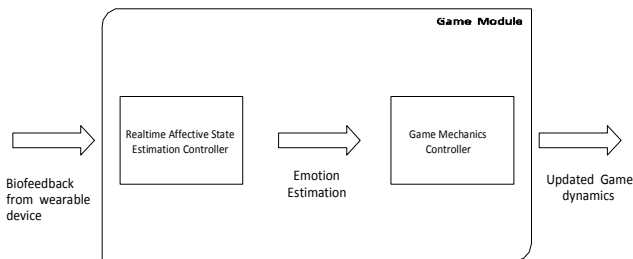 Game Module
Realtime Affective State
Estimation Controller
Game Mechanics
Controller
Emotion
Estimation
Biofeedback
from wearable
device
Updated Game
dynamics